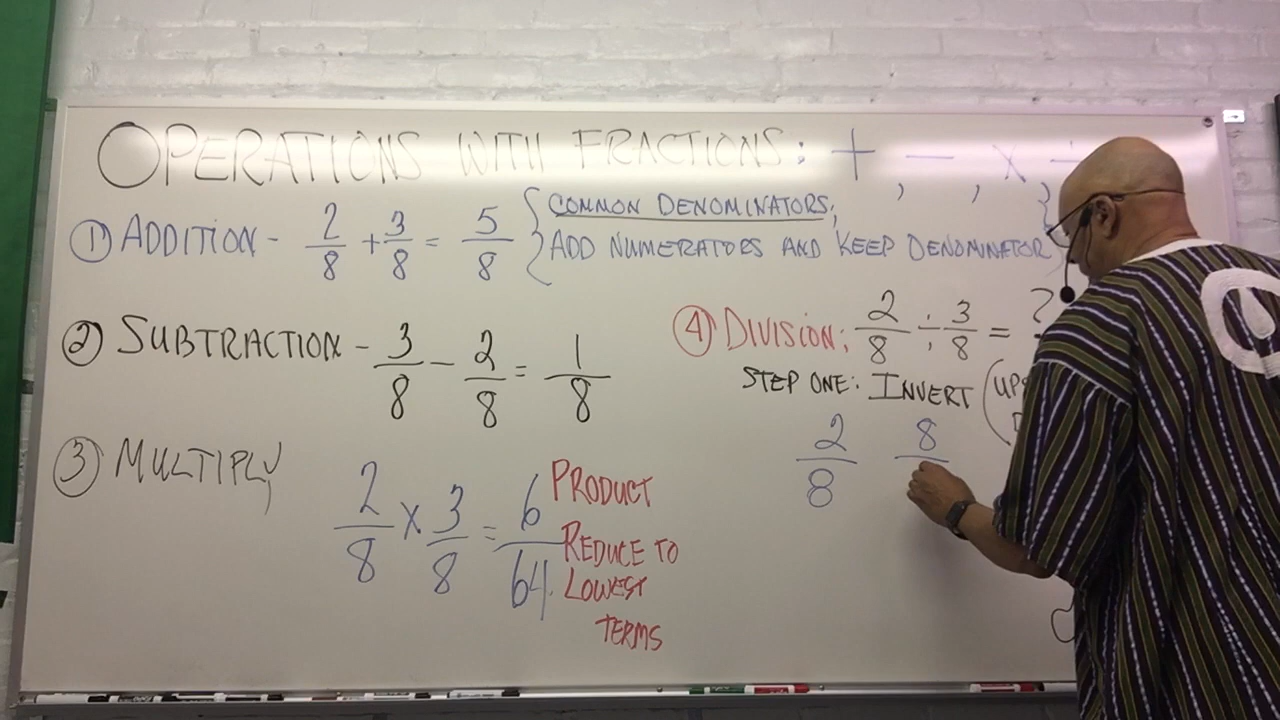 OPERATIONS WITH FRACTIONS: +, −, x ÷
① ADDITION - 2/8 + 3/8 = 5/8 { COMMON DENOMINATORS; }
ADD NUMERATORS AND KEEP DENOMINATOR
② SUBTRACTION - 3/8 - 2/8 = 1/8
③ MULTIPLY
2/8 x 3/8 = 6/64.
PRODUCT
REDUCE TO
LOWEST
TERMS
④ DIVISION: 2/8 ÷ 3/8 = ?
STEP ONE: INVERT (UPS
2/8 8/